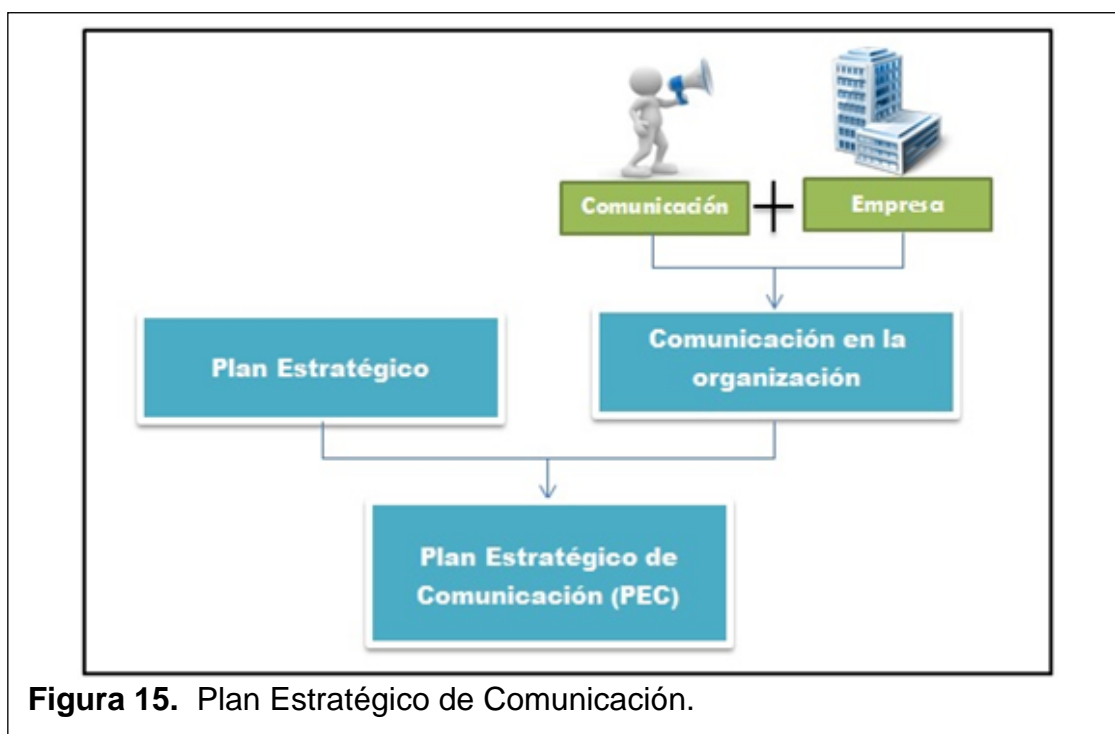 Comunicación + Empresa
Plan Estratégico
Comunicación en la
organización
Plan Estratégico de
Comunicación (PEC)
Figura 15. Plan Estratégico de Comunicación.